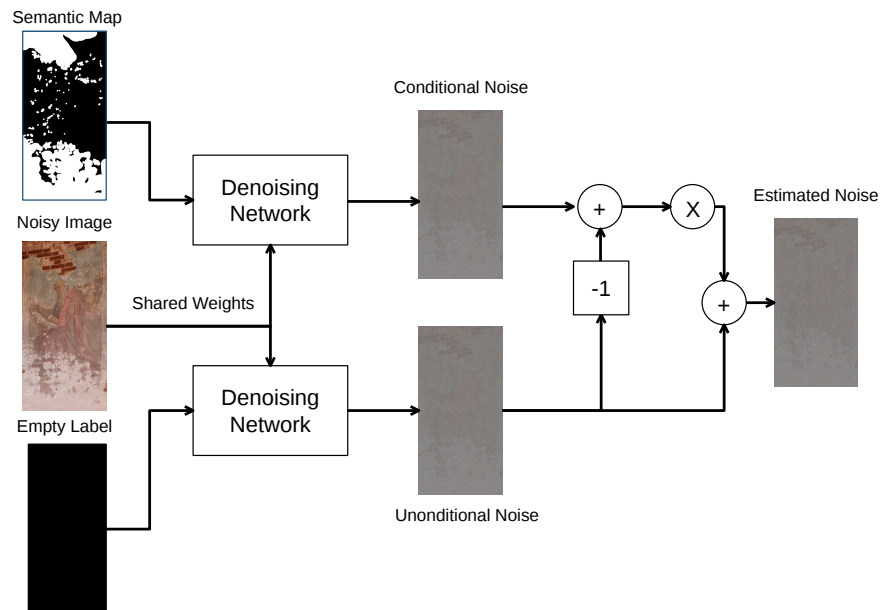 Semantic Map
Conditional Noise
Denoising
Network
+
X
Estimated Noise
Noisy Image
-1
Shared Weights
+
Denoising
Network
Empty Label
Unonditional Noise